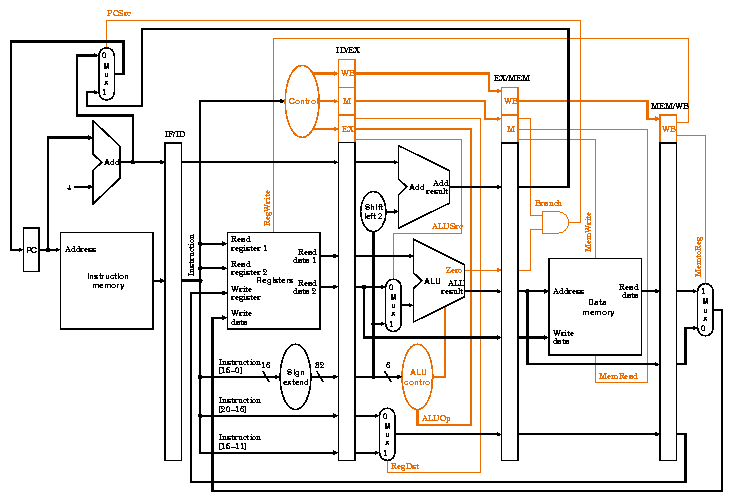 PCSrc
0
M
u
x
1
ID/EX
WB
M
EX
Control
EX/MEM
WB
M
MEM/WB
WB
IF/ID
Add
4
PC
Address
Instruction
memory
Instruction
RegWrite
Read
register 1
Read
register 2
Write
register
Write
data
Registers
Read
data 1
Read
data 2
Shift
left 2
Add
Add
result
ALUSrc
0
M
u
x
1
ALU
Zero
ALU
result
Branch
MemWrite
Address
Write
data
Read
data
Data
memory
MemRead
MemtoReg
1
M
u
x
0
Instruction
[15–0]
16
Sign
extend
32
6
ALU
control
ALUOp
Instruction
[20–16]
Instruction
[15–11]
0
M
u
x
1
RegDst